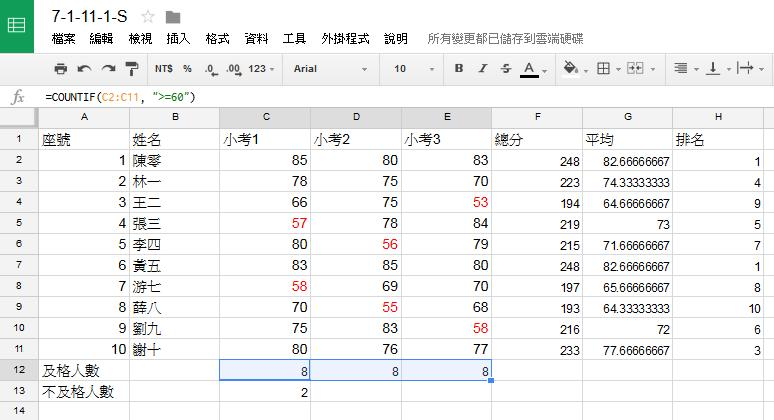 7-1-11-1-S
檔案 編輯 檢視 插入 格式 資料 工具 外掛程式 說明 所有變更都已儲存到雲端硬碟
NT$ % .0 .00 123 Arial 10 B I S A
fx =COUNTIF(C2:C11, ">=60")
A B C D E F G H
1 座號 姓名 小考1 小考2 小考3 總分 平均 排名
2 1 陳零 85 80 83 248 82.66666667 1
3 2 林一 78 75 70 223 74.33333333 4
4 3 王二 66 75 53 194 64.66666667 9
5 4 張三 57 78 84 219 73 5
6 5 李四 80 56 79 215 71.66666667 7
7 6 黃五 83 85 80 248 82.66666667 1
8 7 游七 58 69 70 197 65.66666667 8
9 8 薛八 70 55 68 193 64.33333333 10
10 9 劉九 75 83 58 216 72 6
11 10 謝十 80 76 77 233 77.66666667 3
12 及格人數 8 8 8
13 不及格人數 2
14